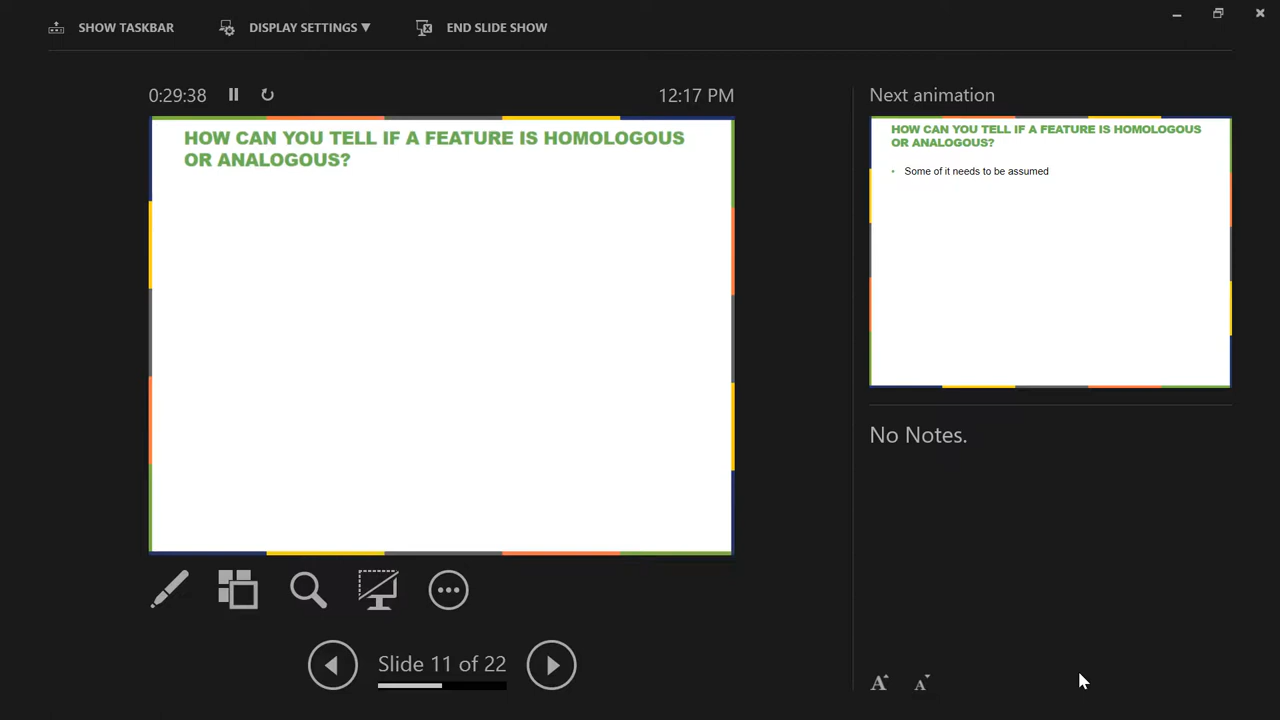 SHOW TASKBAR
DISPLAY SETTINGS ▼
END SLIDE SHOW
0:29:38
12:17 PM
HOW CAN YOU TELL IF A FEATURE IS HOMOLOGOUS
OR ANALOGOUS?
Slide 11 of 22
Next animation
HOW CAN YOU TELL IF A FEATURE IS HOMOLOGOUS
OR ANALOGOUS?
• Some of it needs to be assumed
No Notes.
A A